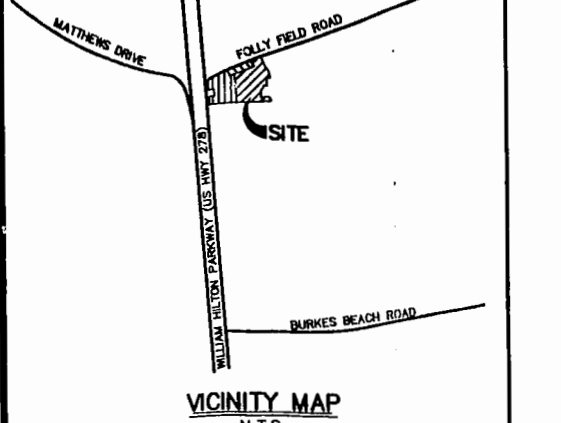 MATTHEWS DRIVE
FOLLY FIELD ROAD
SITE
WILLIAM HILTON PARKWAY (US HWY 278)
BURKES BEACH ROAD
VICINITY MAP